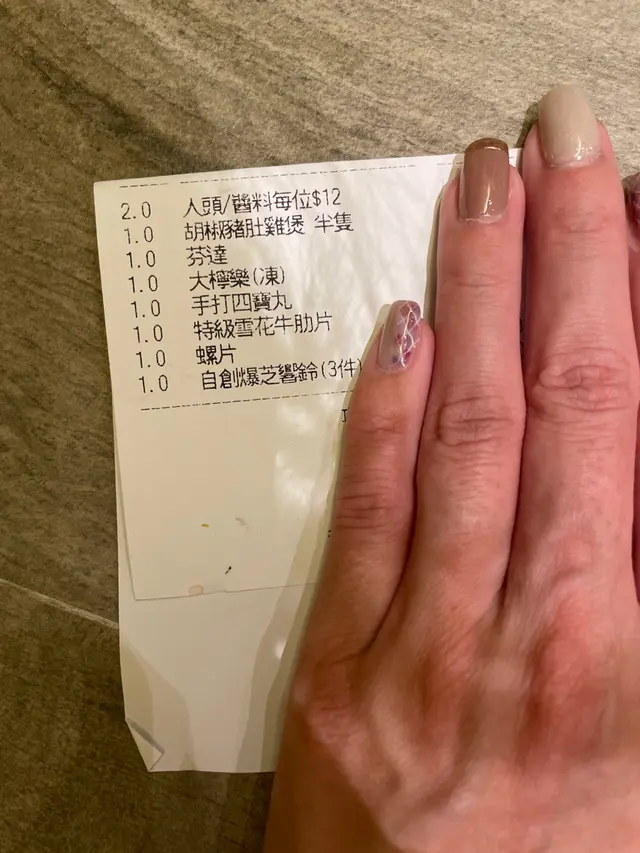 2.0 人頭/醬料每位$12
1.0 胡椒豬肚雞煲 半隻
1.0 芬達
1.0 大檸樂(凍)
1.0 手打四寶丸
1.0 特級雪花牛肋片
1.0 螺片
1.0 自創爆芝響鈴(3件)